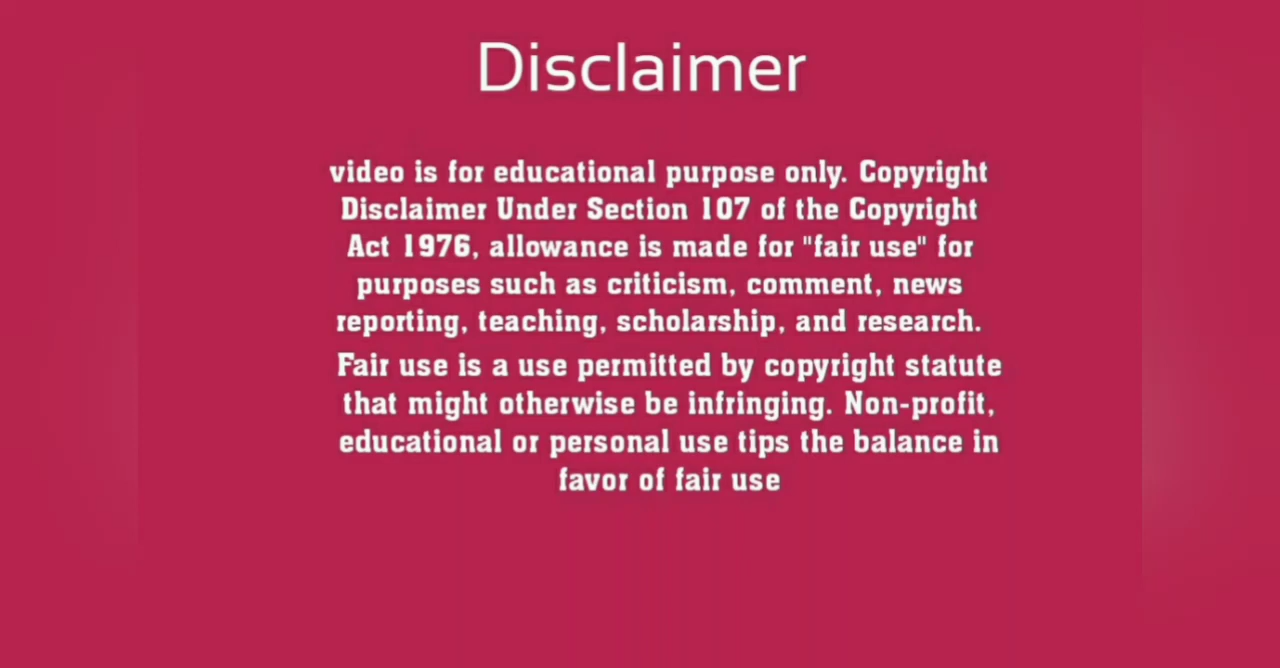 Disclaimer
video is for educational purpose only. Copyright
Disclaimer Under Section 107 of the Copyright
Act 1976, allowance is made for "fair use" for
purposes such as criticism, comment, news
reporting, teaching, scholarship, and research.
Fair use is a use permitted by copyright statute
that might otherwise be infringing. Non-profit,
educational or personal use tips the balance in
favor of fair use